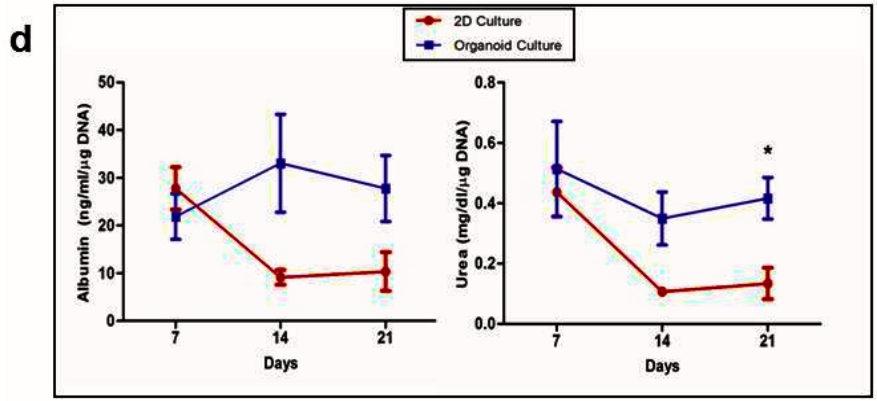 d
2D Culture
Organoid Culture
Albumin (ng/ml/µg DNA)
50
40
30
20
10
0
7 14 21
Days
Urea (mg/dl/µg DNA)
0.8
0.6
0.4
0.2
0.0
*
7 14 21
Days